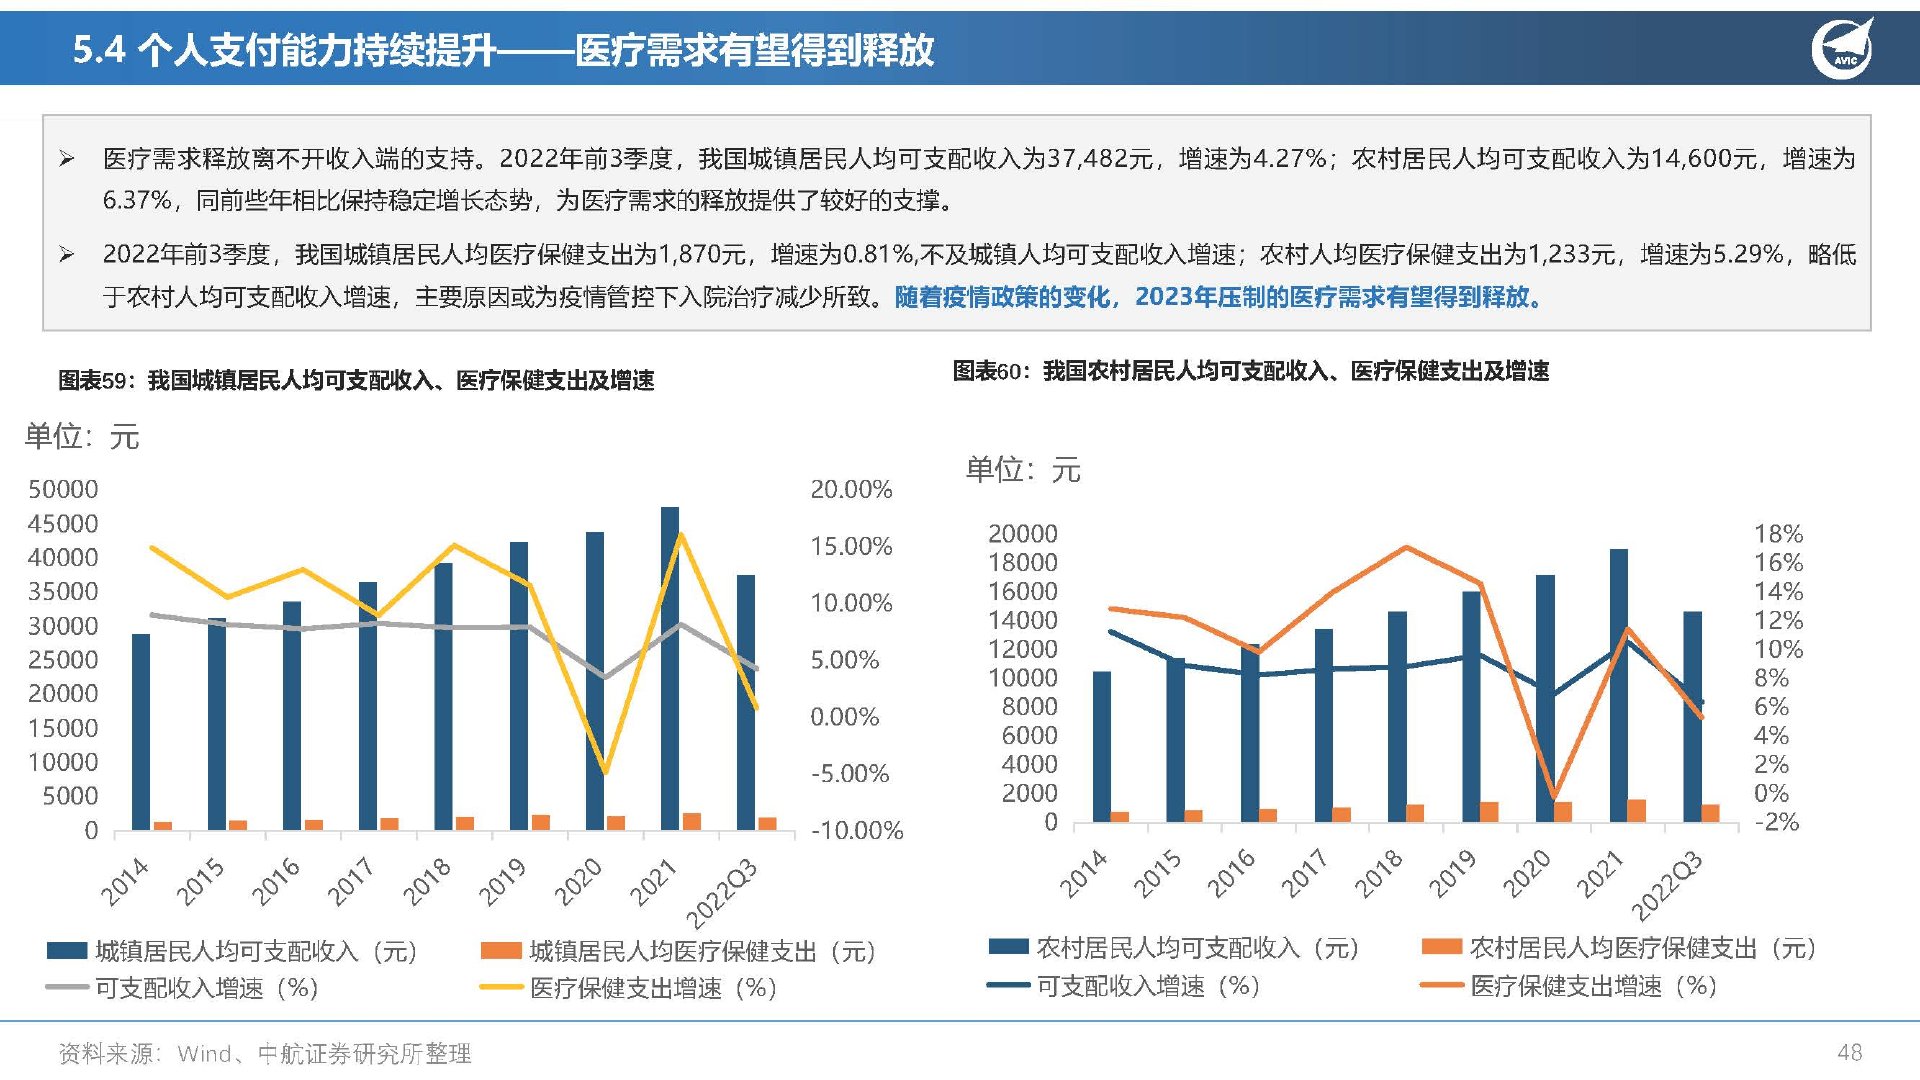 5.4 个人支付能力持续提升——医疗需求有望得到释放
AVIC
➢ 医疗需求释放离不开收入端的支持。2022年前3季度，我国城镇居民人均可支配收入为37,482元，增速为4.27%；农村居民人均可支配收入为14,600元，增速为
6.37%，同前些年相比保持稳定增长态势，为医疗需求的释放提供了较好的支撑。
➢ 2022年前3季度，我国城镇居民人均医疗保健支出为1,870元，增速为0.81%,不及城镇人均可支配收入增速；农村人均医疗保健支出为1,233元，增速为5.29%，略低
于农村人均可支配收入增速，主要原因或为疫情管控下入院治疗减少所致。随着疫情政策的变化，2023年压制的医疗需求有望得到释放。
图表59：我国城镇居民人均可支配收入、医疗保健支出及增速
单位：元
50000
45000
40000
35000
30000
25000
20000
15000
10000
5000
0
20.00%
15.00%
10.00%
5.00%
0.00%
-5.00%
-10.00%
2014
2015
2016
2017
2018
2019
2020
2021
2022Q3
城镇居民人均可支配收入（元）
城镇居民人均医疗保健支出（元）
可支配收入增速（%）
医疗保健支出增速（%）
图表60：我国农村居民人均可支配收入、医疗保健支出及增速
单位：元
20000
18000
16000
14000
12000
10000
8000
6000
4000
2000
0
18%
16%
14%
12%
10%
8%
6%
4%
2%
0%
-2%
2014
2015
2016
2017
2018
2019
2020
2021
2022Q3
农村居民人均可支配收入（元）
农村居民人均医疗保健支出（元）
可支配收入增速（%）
医疗保健支出增速（%）
资料来源：Wind、中航证券研究所整理
48